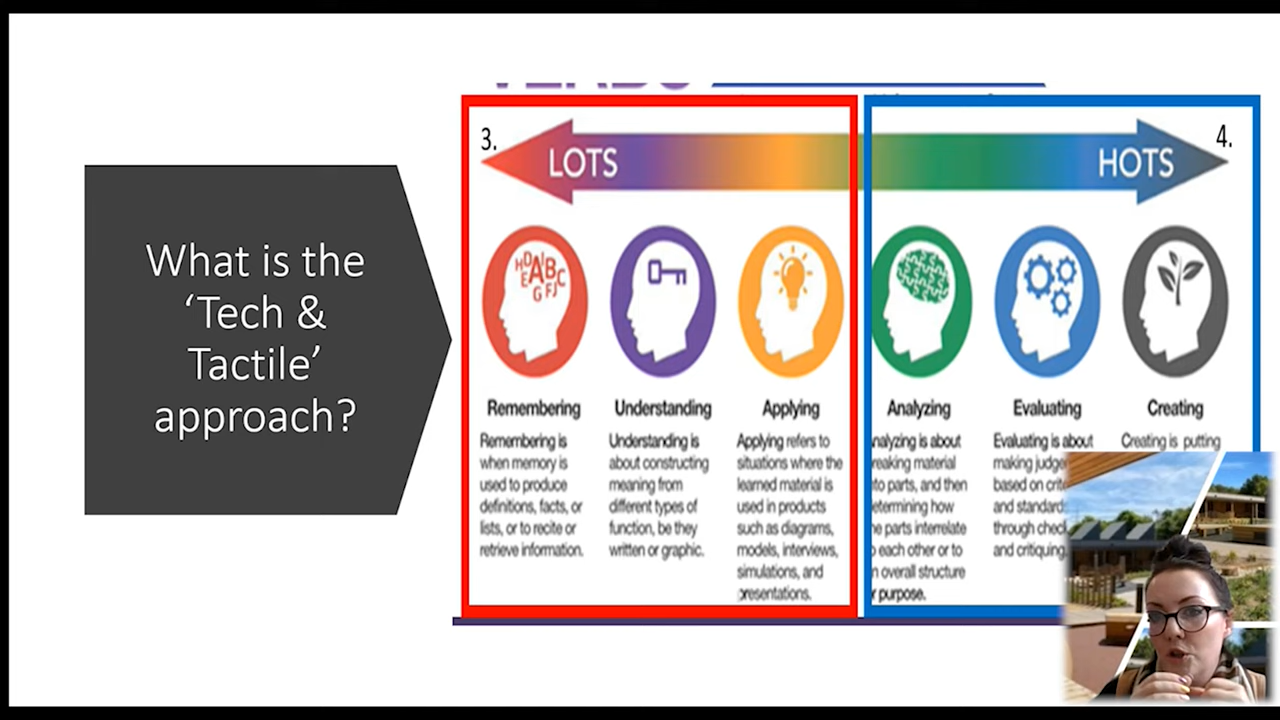 What is the
‘Tech &
Tactile’
approach?
3.
LOTS
HOTS
4.
Remembering
Remembering is
when memory is
used to produce
definitions, facts, or
lists, or to recite or
retrieve information.
Understanding
Understanding is
about constructing
meaning from
different types of
function, be they
written or graphic.
Applying
Applying refers to
situations where the
learned material is
used in products
such as diagrams,
models, interviews,
simulations, and
presentations.
Analyzing
nalyzing is about
reaking material
to parts, and then
etermining how
e parts interrelate
each other or to
n overall structure
r purpose.
Evaluating
Evaluating is about
making judge
based on crite
and standard
through chec
and critiquing.
Creating
Creating is putting